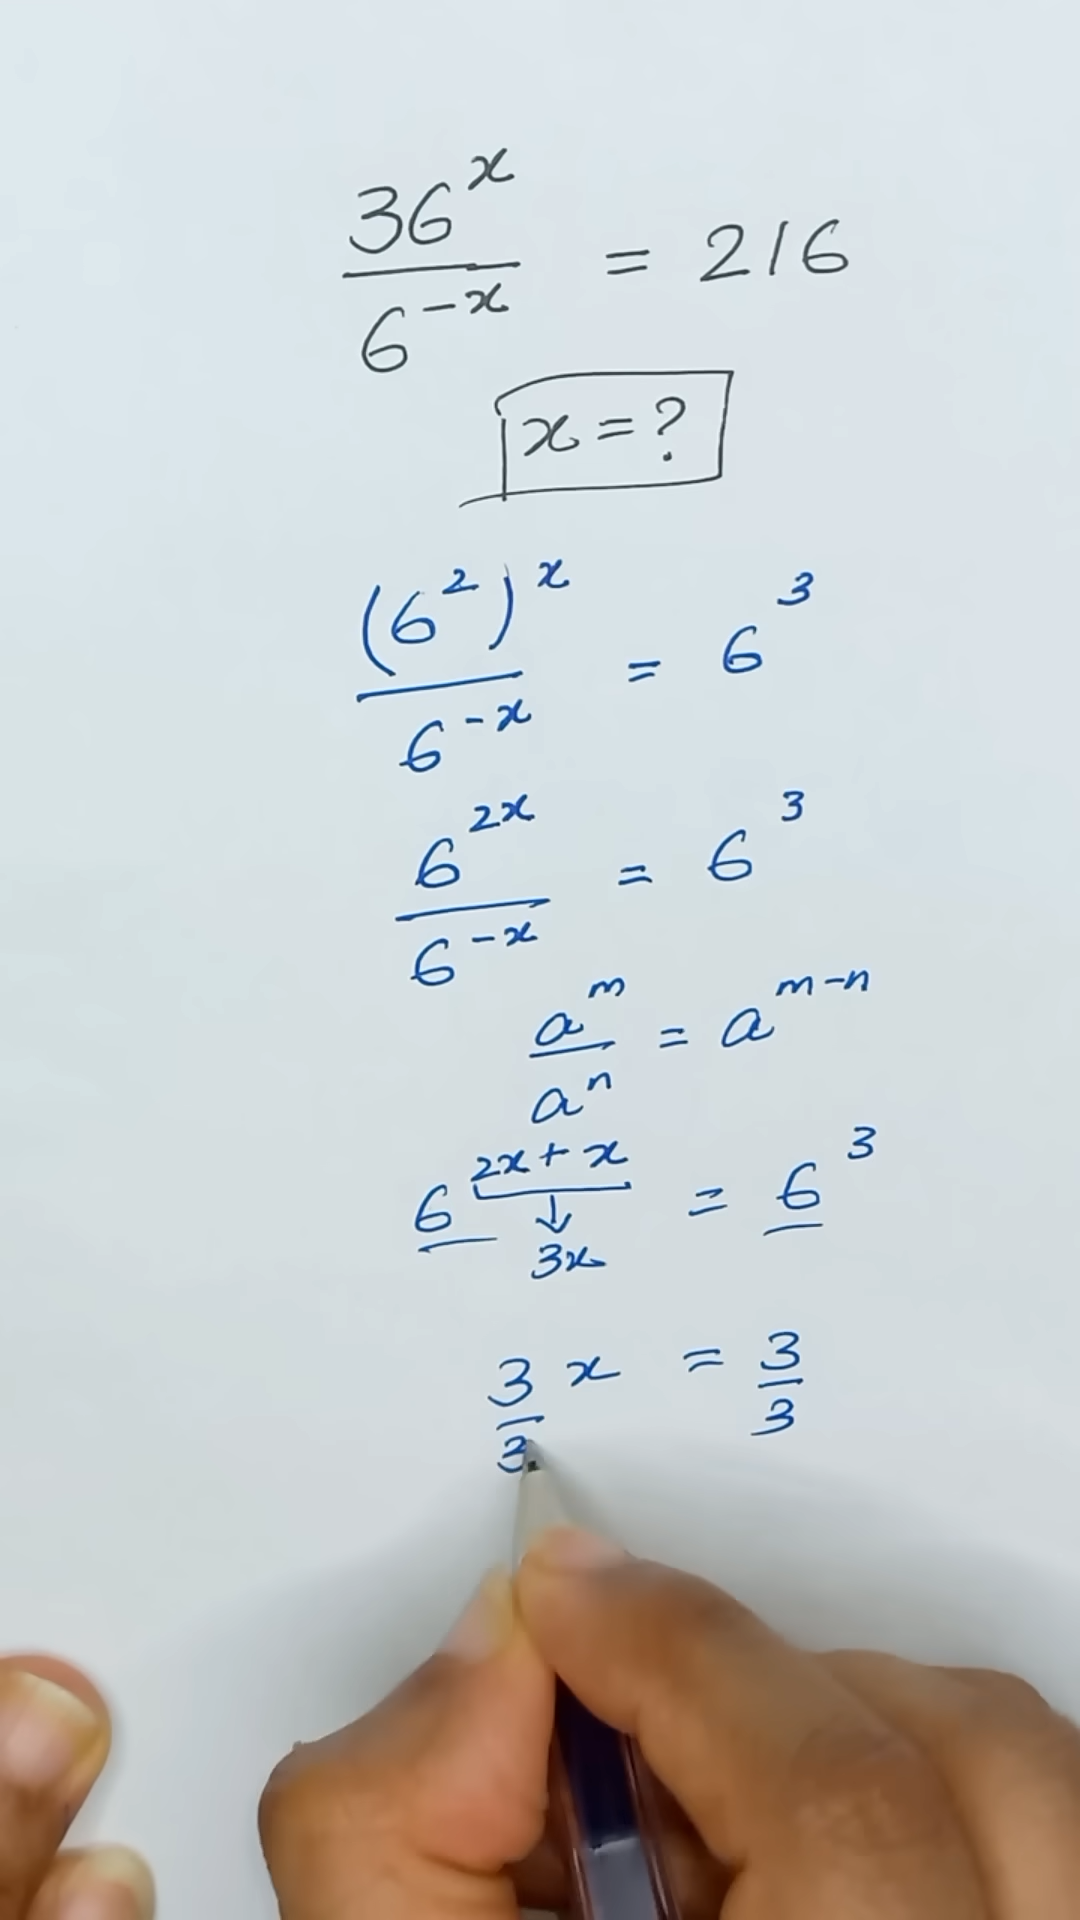 36^x / 6^-x = 216
x = ?
(6^2)^x / 6^-x = 6^3
6^2x / 6^-x = 6^3
a^m / a^n = a^m-n
6^2x+x = 6^3
↓
3x
3/3 x = 3/3